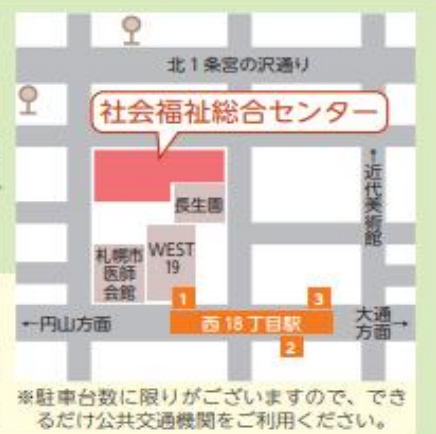 北1条宮の沢通り
社会福祉総合センター
↑近代美術館
長生園
札幌市
医師
会館
WEST
19
1
3
←円山方面
西18丁目駅
大通
方面→
2
※駐車台数に限りがございますので、でき
るだけ公共交通機関をご利用ください。